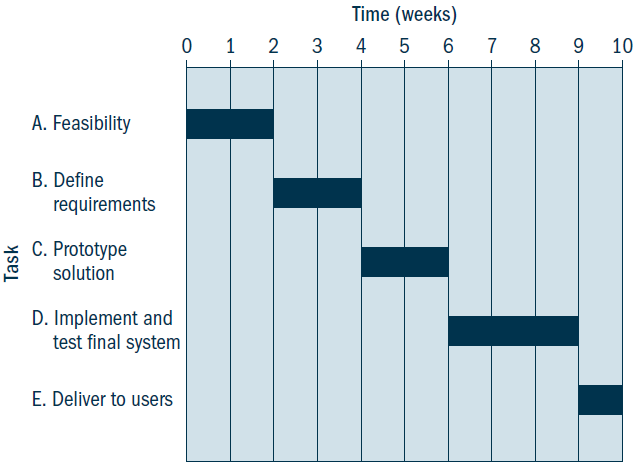 Time (weeks)
0 1 2 3 4 5 6 7 8 9 10
Task
A. Feasibility
B. Define
requirements
C. Prototype
solution
D. Implement and
test final system
E. Deliver to users